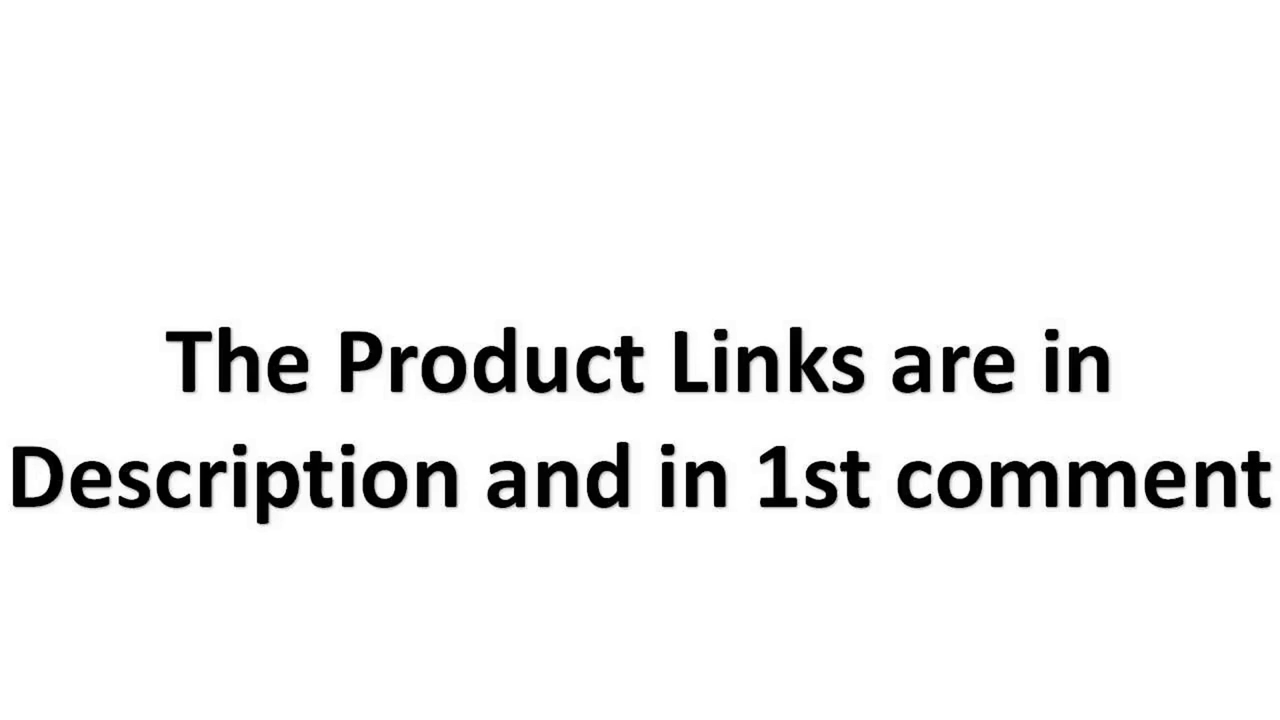 The Product Links are in
Description and in 1st comment